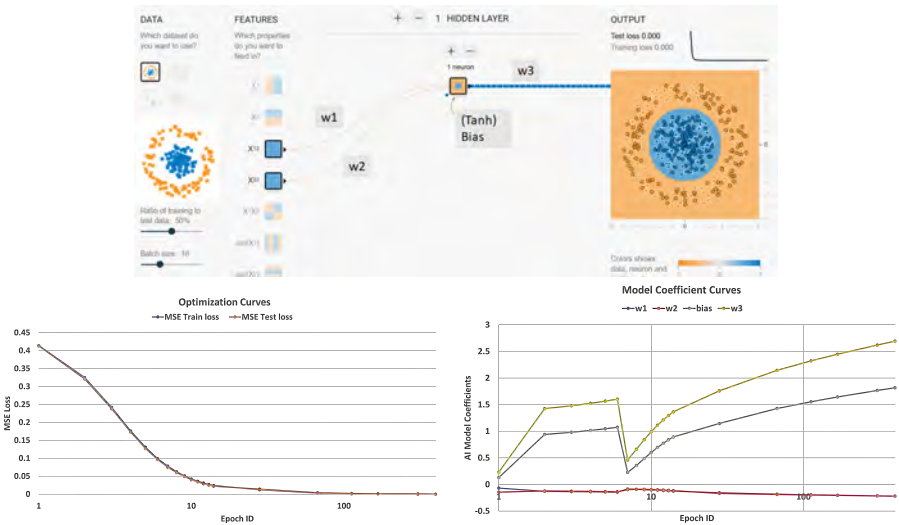 DATA
Which dataset do
you want to use?
Ratio of training to
test data: 50%
Batch size: 10
FEATURES
Which properties
do you want to
feed in?
+ − 1 HIDDEN LAYER
+ −
1 neuron
w1
w2
w3
(Tanh)
Bias
OUTPUT
Test loss 0.000
Training loss 0.000
Colors shows
data, neuron and
Optimization Curves
MSE Train loss MSE Test loss
0.45
0.4
0.35
0.3
0.25
0.2
0.15
0.1
0.05
0
1 10 100
MSE Loss
Epoch ID
Model Coefficient Curves
w1 w2 bias w3
3
2.5
2
1.5
1
0.5
0
-0.5
1 10 100
AI Model Coefficients
Epoch ID